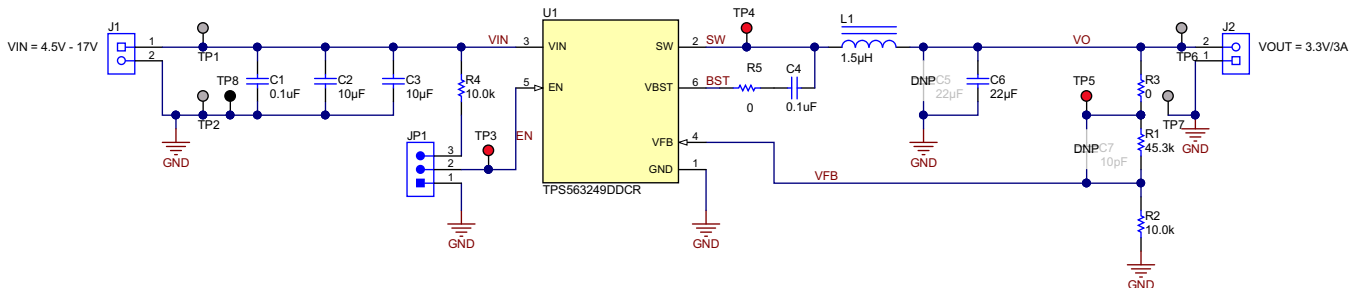 J1
VIN = 4.5V - 17V
1
2
TP1
TP2
TP8
GND
C1
0.1uF
C2
10µF
C3
10µF
VIN
R4
10.0k
JP1
3
2
1
TP3
EN
GND
U1
3
VIN
5
EN
SW
2
VBST
6
VFB
4
GND
1
TPS563249DDCR
GND
SW
TP4
BST
R5
0
C4
0.1uF
L1
1.5µH
DNP
C5
22µF
C6
22µF
GND
VO
VFB
TP5
DNP
C7
10pF
R3
0
R1
45.3k
R2
10.0k
GND
TP6
TP7
GND
J2
2
1
VOUT = 3.3V/3A